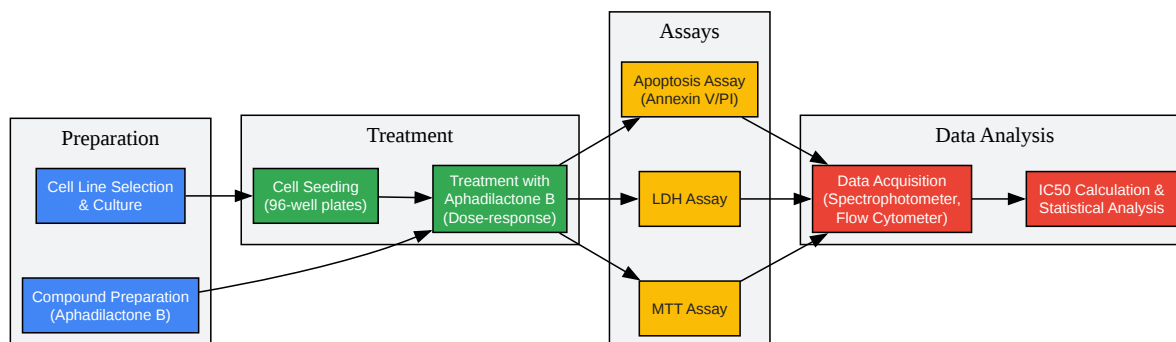 Preparation
Cell Line Selection
& Culture
Compound Preparation
(Aphadilactone B)
Treatment
Cell Seeding
(96-well plates)
Treatment with
Aphadilactone B
(Dose-response)
Assays
Apoptosis Assay
(Annexin V/PI)
LDH Assay
MTT Assay
Data Analysis
Data Acquisition
(Spectrophotometer,
Flow Cytometer)
IC50 Calculation &
Statistical Analysis